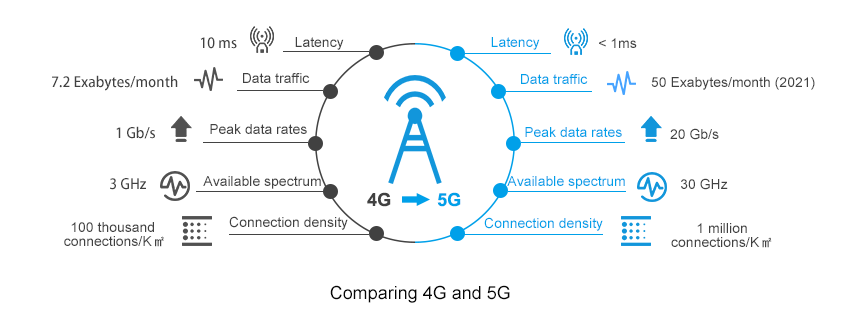 10 ms Latency
7.2 Exabytes/month Data traffic
1 Gb/s Peak data rates
3 GHz Available spectrum
100 thousand
connections/K㎡ Connection density
4G 5G
Latency < 1ms
Data traffic 50 Exabytes/month (2021)
Peak data rates 20 Gb/s
Available spectrum 30 GHz
Connection density 1 million
connections/K㎡
Comparing 4G and 5G